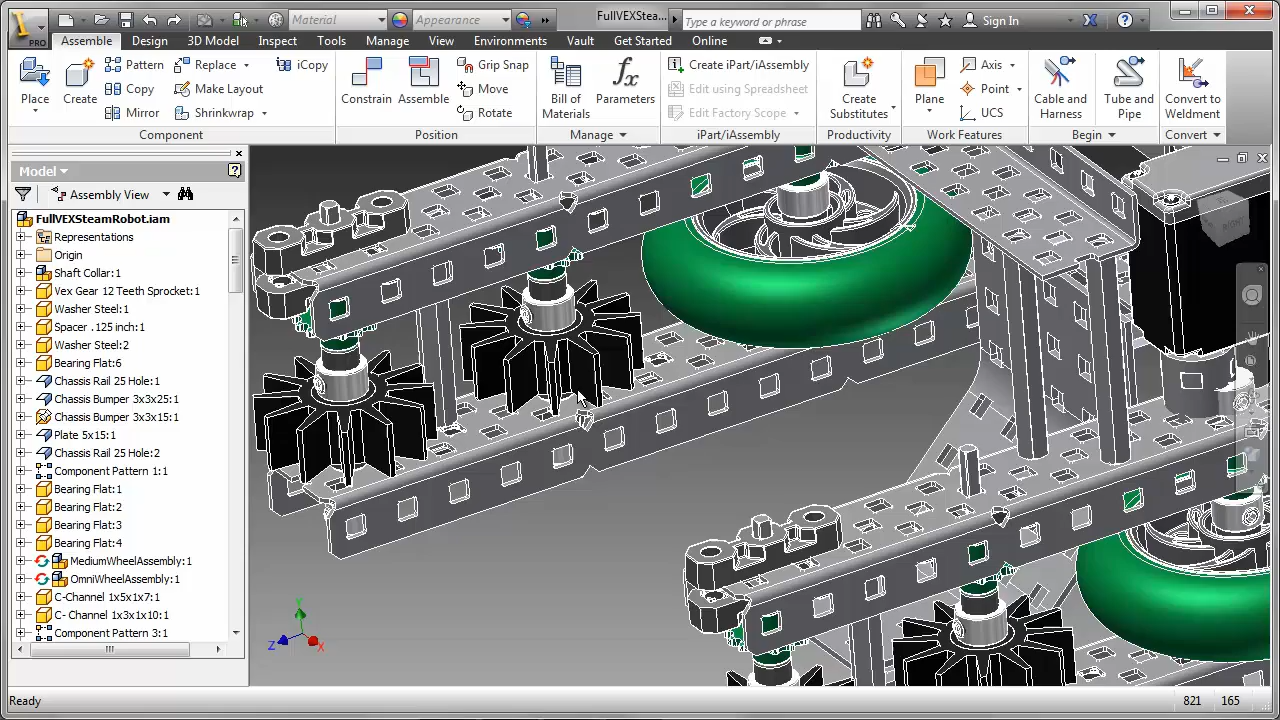 Material
Appearance
FullVEXSteam...
Type a keyword or phrase
Sign In
PRO
Assemble
Design
3D Model
Inspect
Tools
Manage
View
Environments
Vault
Get Started
Online
Place
Create
Pattern
Copy
Mirror
Replace
Make Layout
Shrinkwrap
iCopy
Component
Constrain
Assemble
Grip Snap
Move
Rotate
Position
Bill of
Materials
Parameters
Manage
Create iPart/iAssembly
Edit using Spreadsheet
Edit Factory Scope
iPart/iAssembly
Create
Substitutes
Productivity
Plane
Axis
Point
UCS
Work Features
Cable and
Harness
Tube and
Pipe
Begin
Convert to
Weldment
Convert
Model
Assembly View
FullVEXSteamRobot.iam
Representations
Origin
Shaft Collar:1
Vex Gear 12 Teeth Sprocket:1
Washer Steel:1
Spacer .125 inch:1
Washer Steel:2
Bearing Flat:6
Chassis Rail 25 Hole:1
Chassis Bumper 3x3x25:1
Chassis Bumper 3x3x15:1
Plate 5x15:1
Chassis Rail 25 Hole:2
Component Pattern 1:1
Bearing Flat:1
Bearing Flat:2
Bearing Flat:3
Bearing Flat:4
MediumWheelAssembly:1
OmniWheelAssembly:1
C-Channel 1x5x1x7:1
C- Channel 1x3x1x10:1
Component Pattern 3:1
Y
Z
X
Ready
821
165